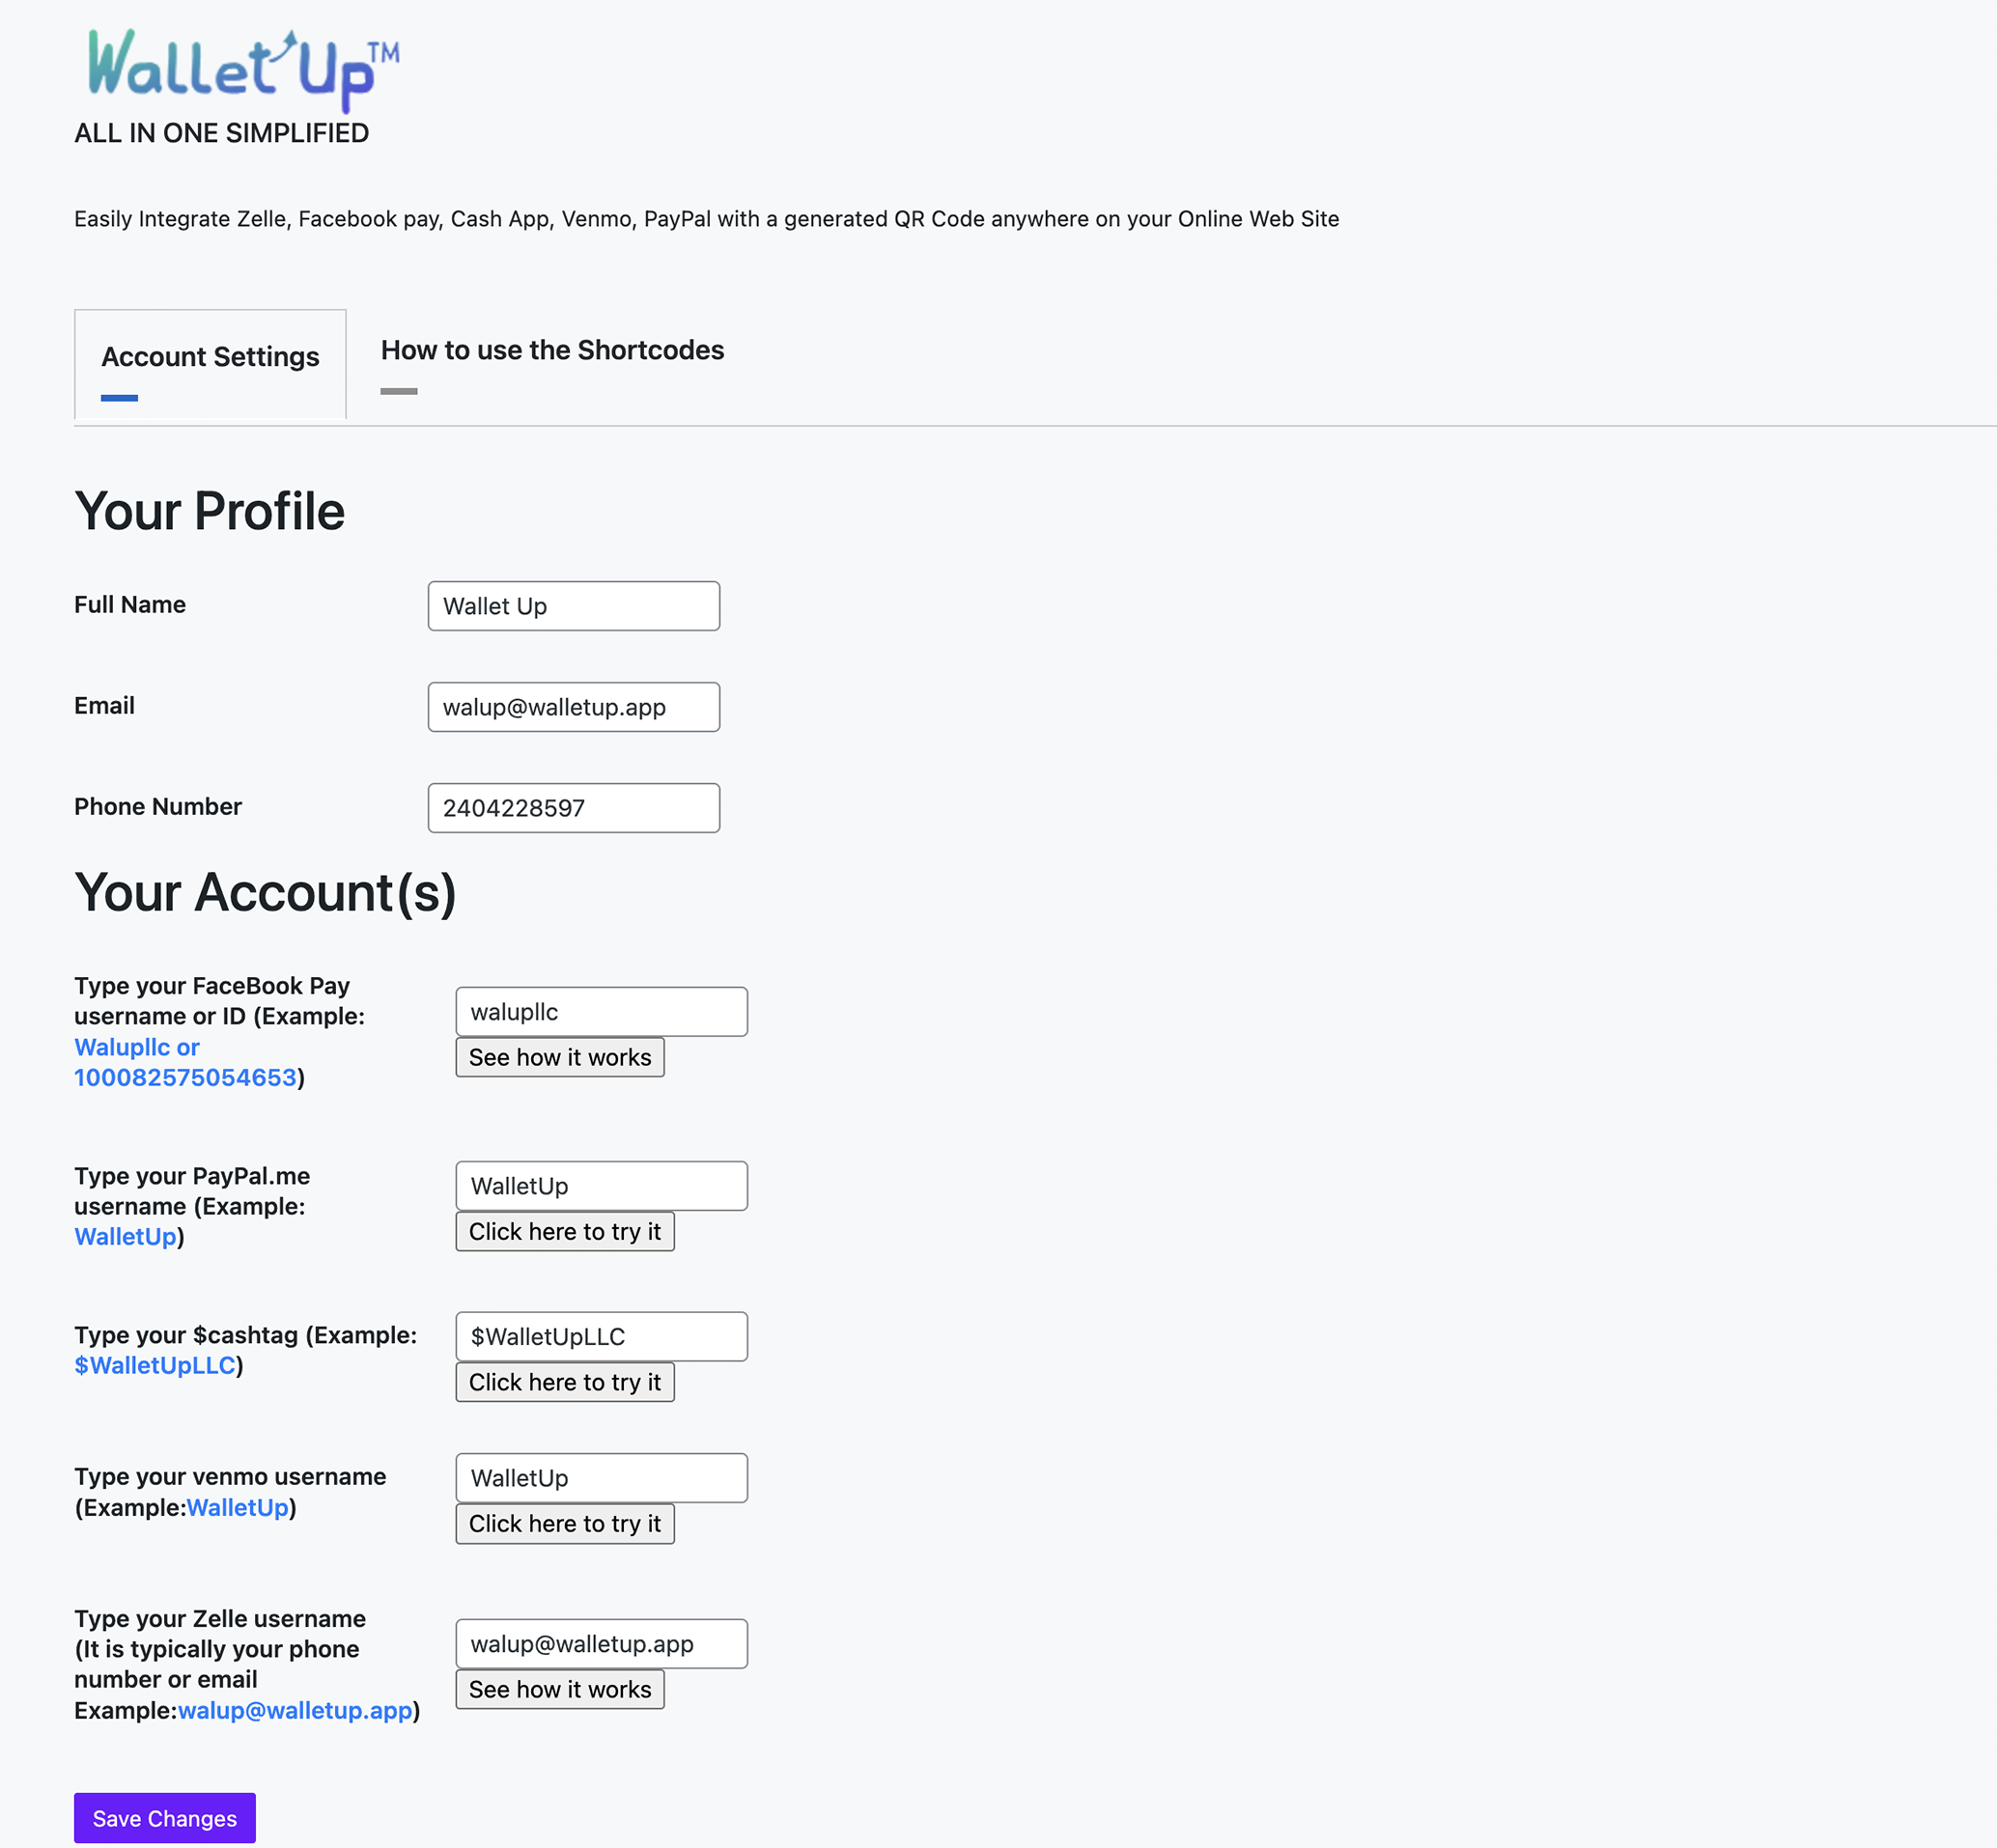 Wallet Up™
ALL IN ONE SIMPLIFIED
Easily Integrate Zelle, Facebook pay, Cash App, Venmo, PayPal with a generated QR Code anywhere on your Online Web Site
Account Settings
How to use the Shortcodes
Your Profile
Full Name
Wallet Up
Email
walup@walletup.app
Phone Number
2404228597
Your Account(s)
Type your FaceBook Pay
username or ID (Example:
Walupllc or
100082575054653)
walupllc
See how it works
Type your PayPal.me
username (Example:
WalletUp)
WalletUp
Click here to try it
Type your $cashtag (Example:
$WalletUpLLC)
$WalletUpLLC
Click here to try it
Type your venmo username
(Example:WalletUp)
WalletUp
Click here to try it
Type your Zelle username
(It is typically your phone
number or email
Example:walup@walletup.app)
walup@walletup.app
See how it works
Save Changes